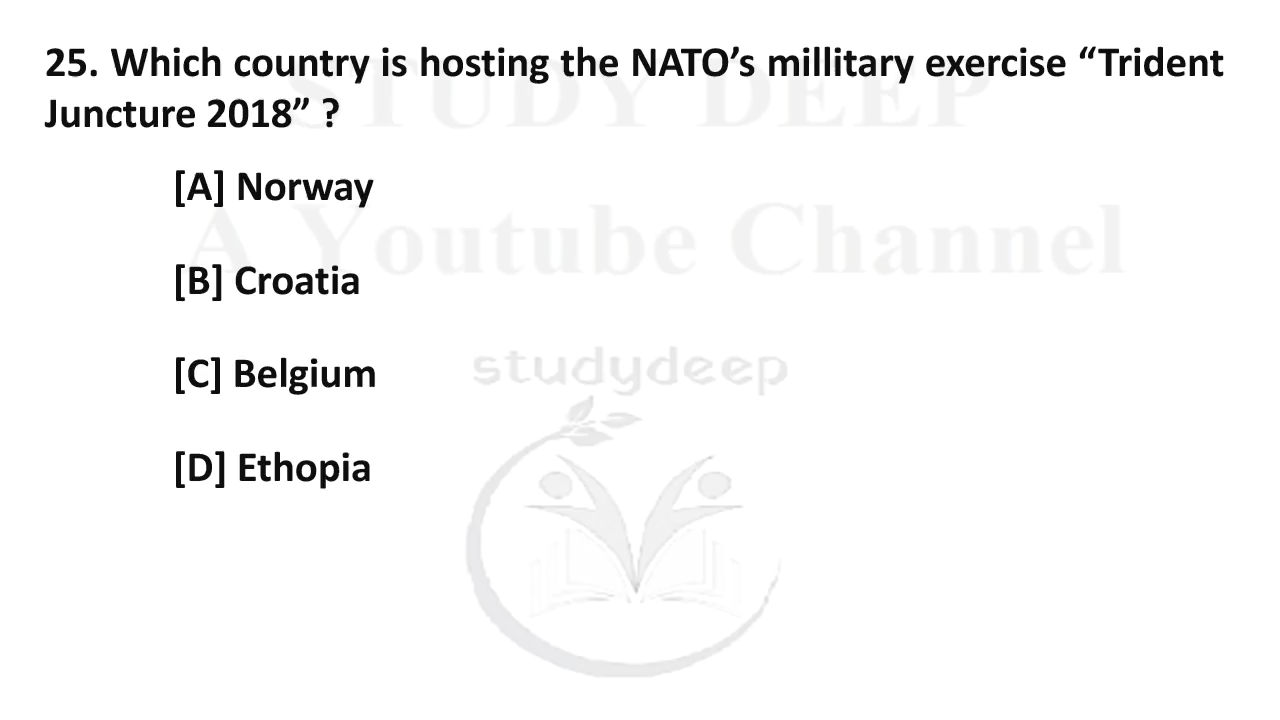 25. Which country is hosting the NATO’s millitary exercise “Trident
Juncture 2018” ?
[A] Norway
[B] Croatia
[C] Belgium
[D] Ethopia
STUDY DEEP
A Youtube Channel
studydeep